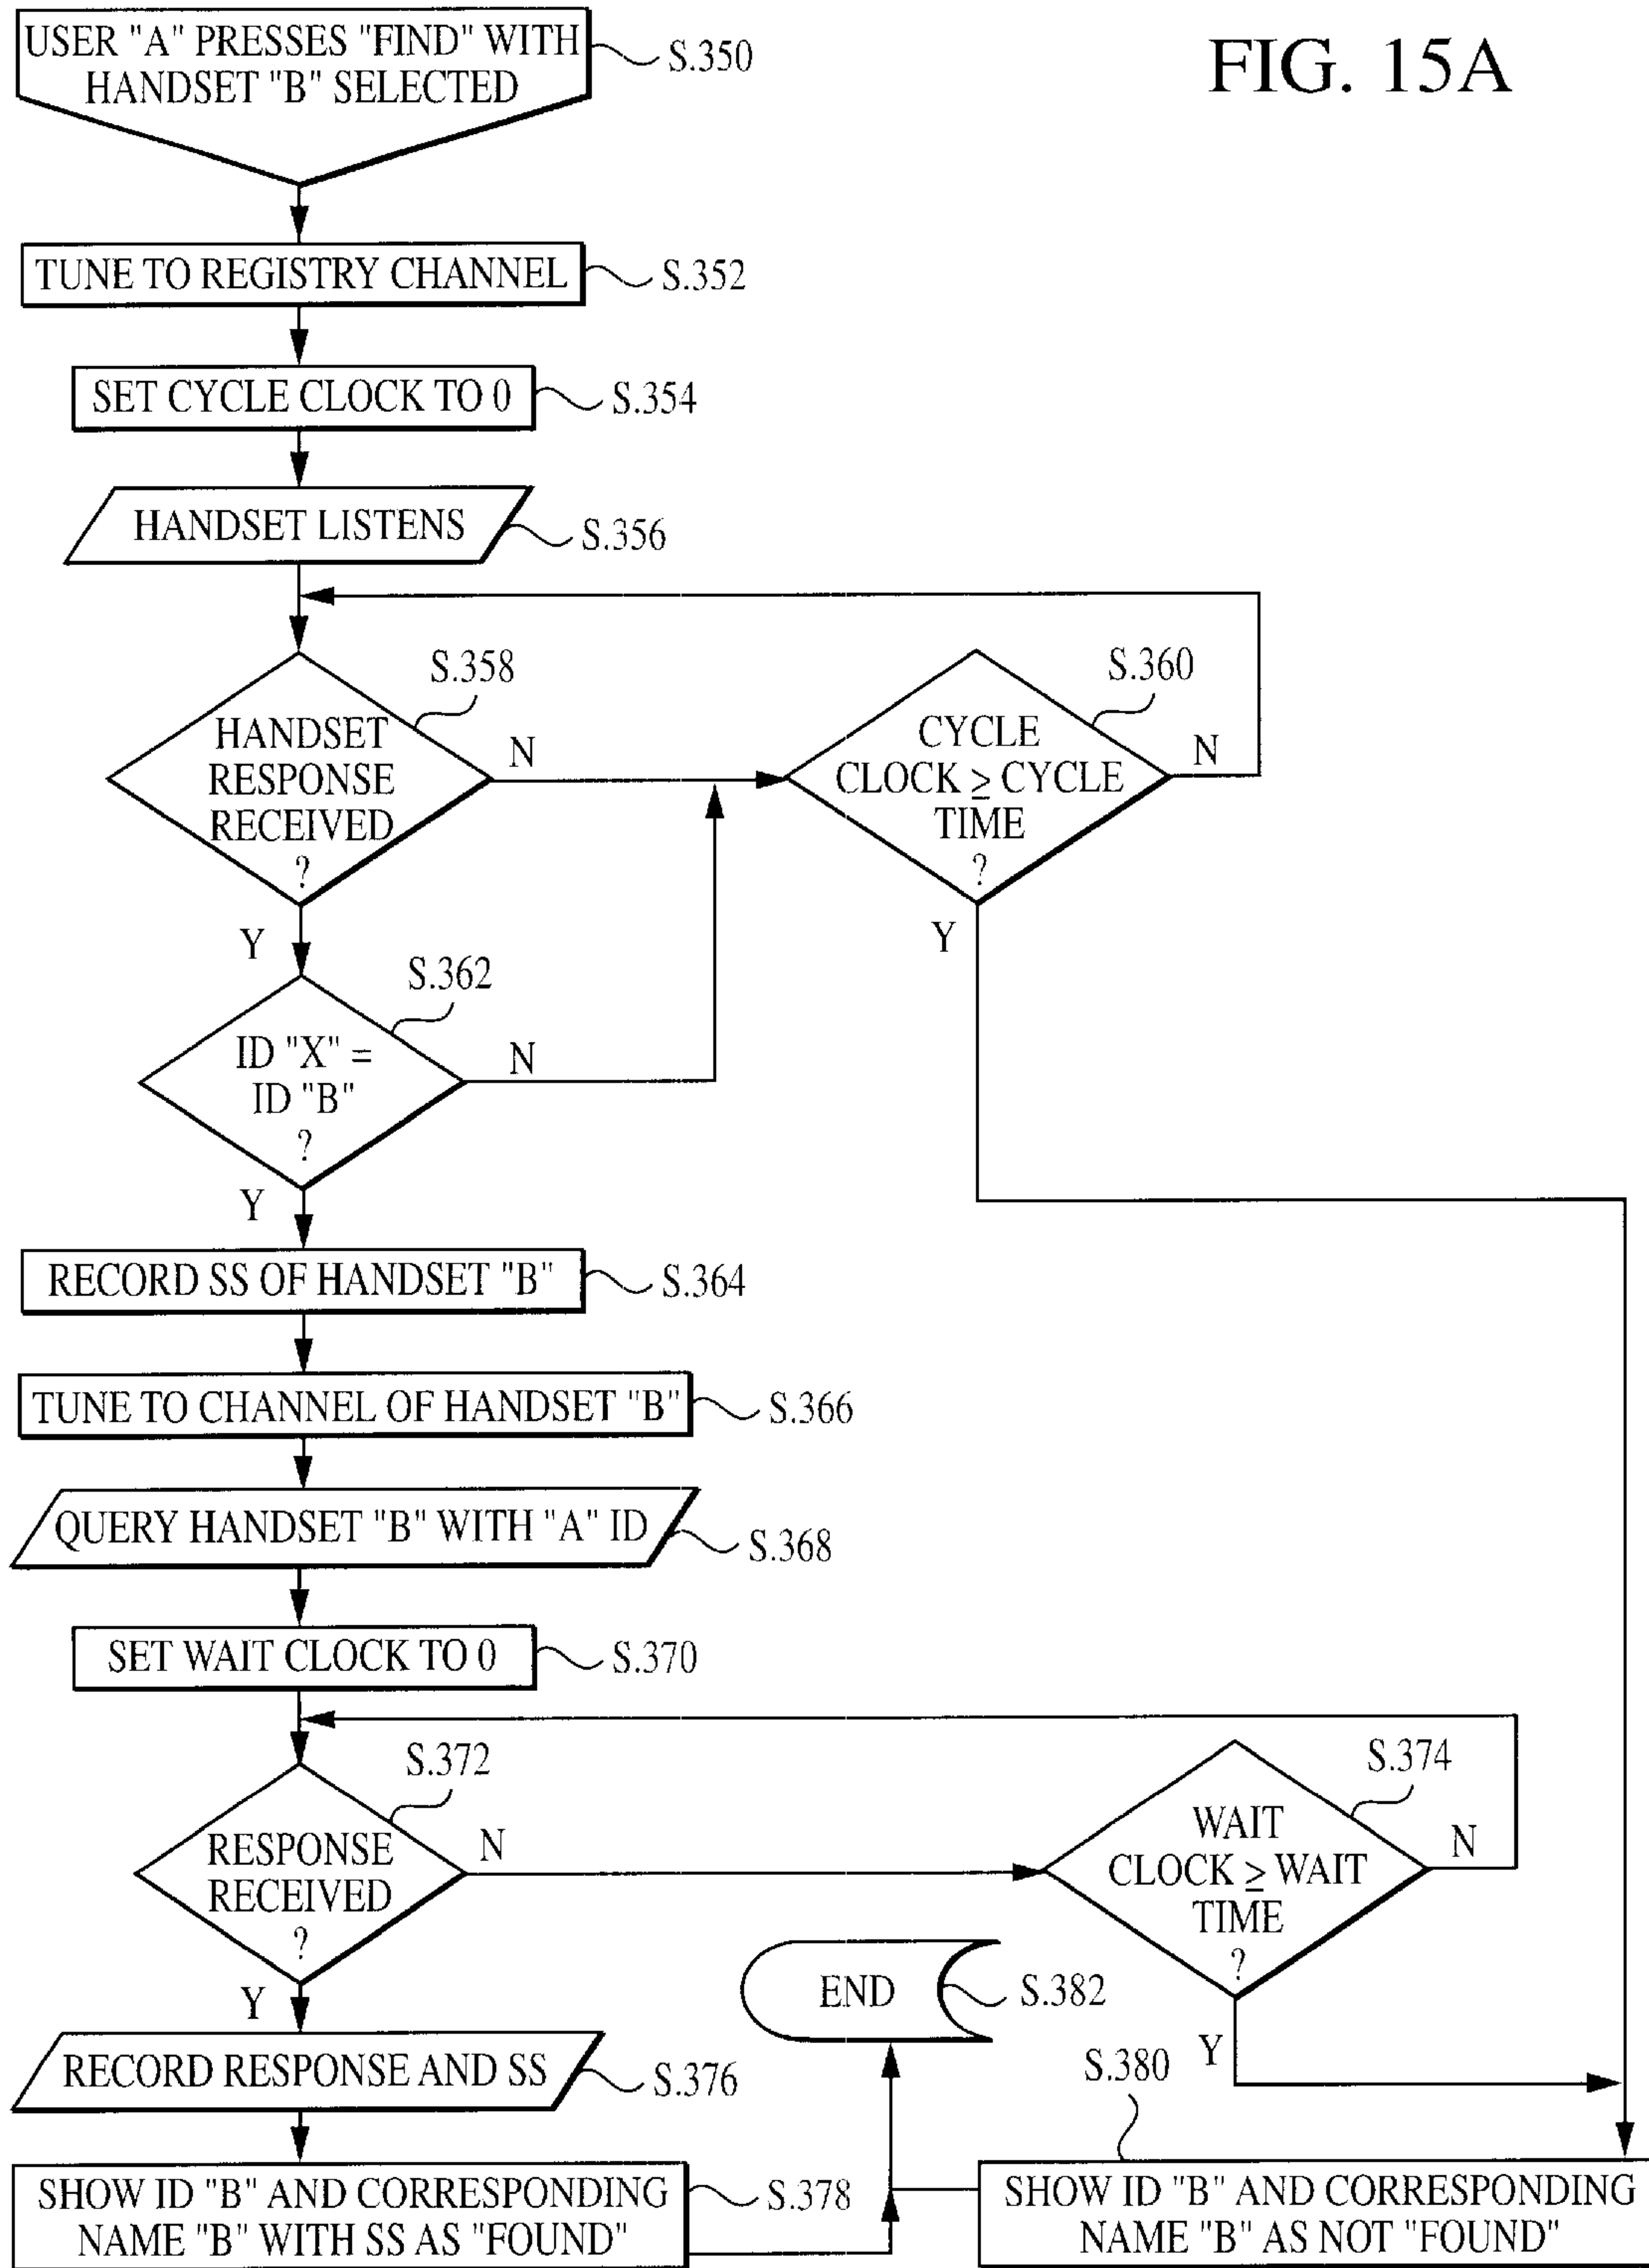 FIG. 15A
USER "A" PRESSES "FIND" WITH
HANDSET "B" SELECTED
S.350
TUNE TO REGISTRY CHANNEL
S.352
SET CYCLE CLOCK TO 0
S.354
HANDSET LISTENS
S.356
S.358
HANDSET
RESPONSE
RECEIVED
?
N
Y
S.360
CYCLE
CLOCK ≥ CYCLE
TIME
?
N
Y
S.362
ID "X" =
ID "B"
?
N
Y
RECORD SS OF HANDSET "B"
S.364
TUNE TO CHANNEL OF HANDSET "B"
S.366
QUERY HANDSET "B" WITH "A" ID
S.368
SET WAIT CLOCK TO 0
S.370
S.372
RESPONSE
RECEIVED
?
N
Y
S.374
WAIT
CLOCK ≥ WAIT
TIME
?
N
Y
RECORD RESPONSE AND SS
S.376
SHOW ID "B" AND CORRESPONDING
NAME "B" WITH SS AS "FOUND"
S.378
END
S.382
S.380
SHOW ID "B" AND CORRESPONDING
NAME "B" AS NOT "FOUND"